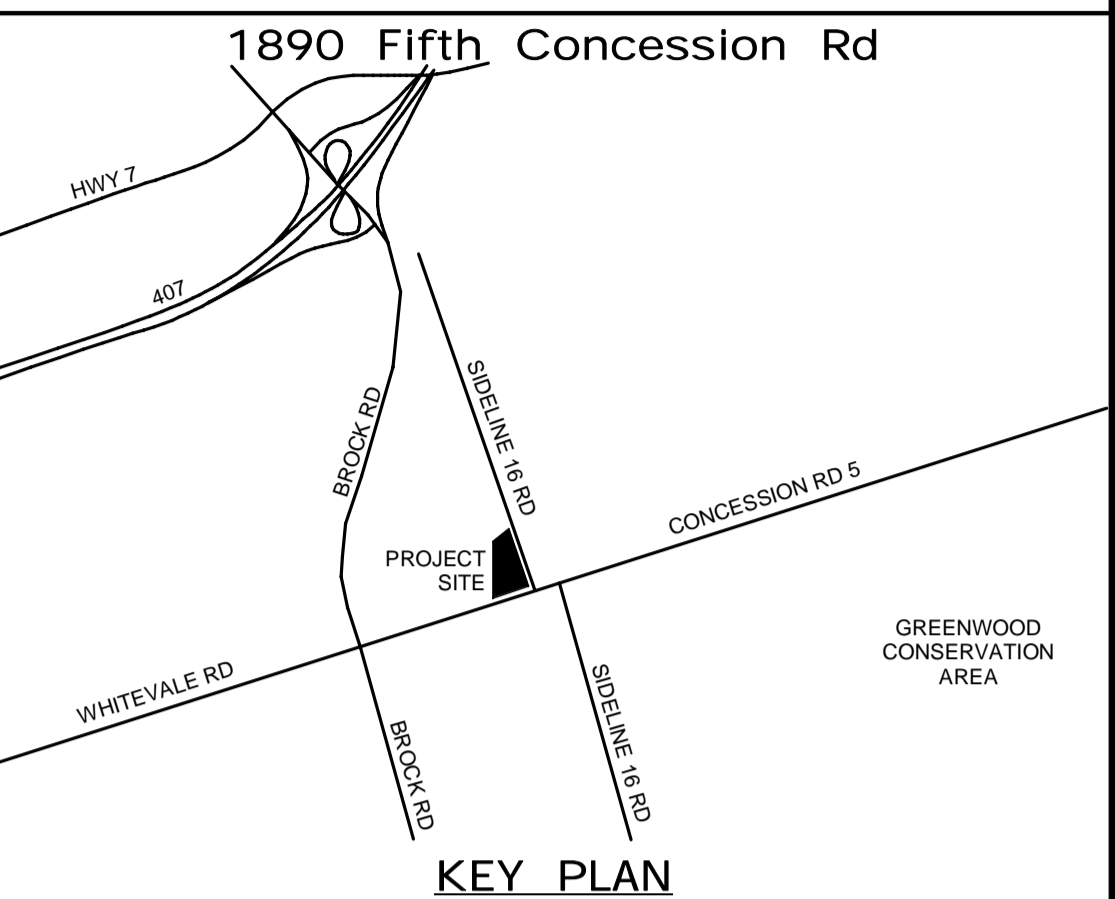 1890 Fifth Concession Rd
HWY 7
407
BROCK RD
SIDELINE 16 RD
CONCESSION RD 5
PROJECT
SITE
GREENWOOD
CONSERVATION
AREA
WHITEVALE RD
BROCK RD
SIDELINE 16 RD
KEY PLAN